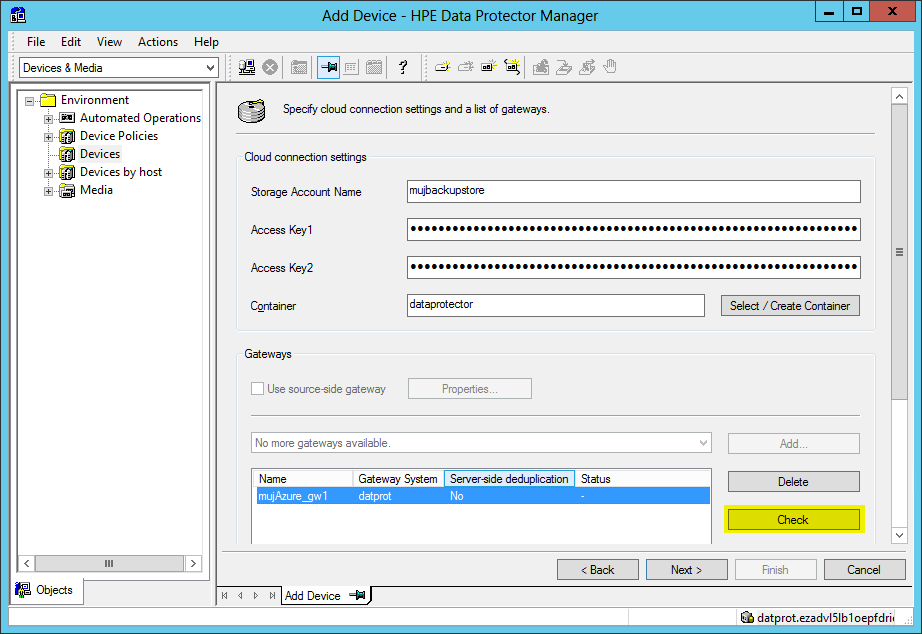 Add Device - HPE Data Protector Manager
File Edit View Actions Help
Devices & Media
Environment
Automated Operations
Device Policies
Devices
Devices by host
Media
Specify cloud connection settings and a list of gateways.
Cloud connection settings
Storage Account Name mujbackupstore
Access Key1
Access Key2
Container dataprotector Select / Create Container
Gateways
Use source-side gateway Properties...
No more gateways available. Add...
Name Gateway System Server-side deduplication Status
mujAzure_gw1 datprot No -
Delete
Check
< Back Next > Finish Cancel
Objects
Add Device
datprot.ezadvl5lb1oepfdri